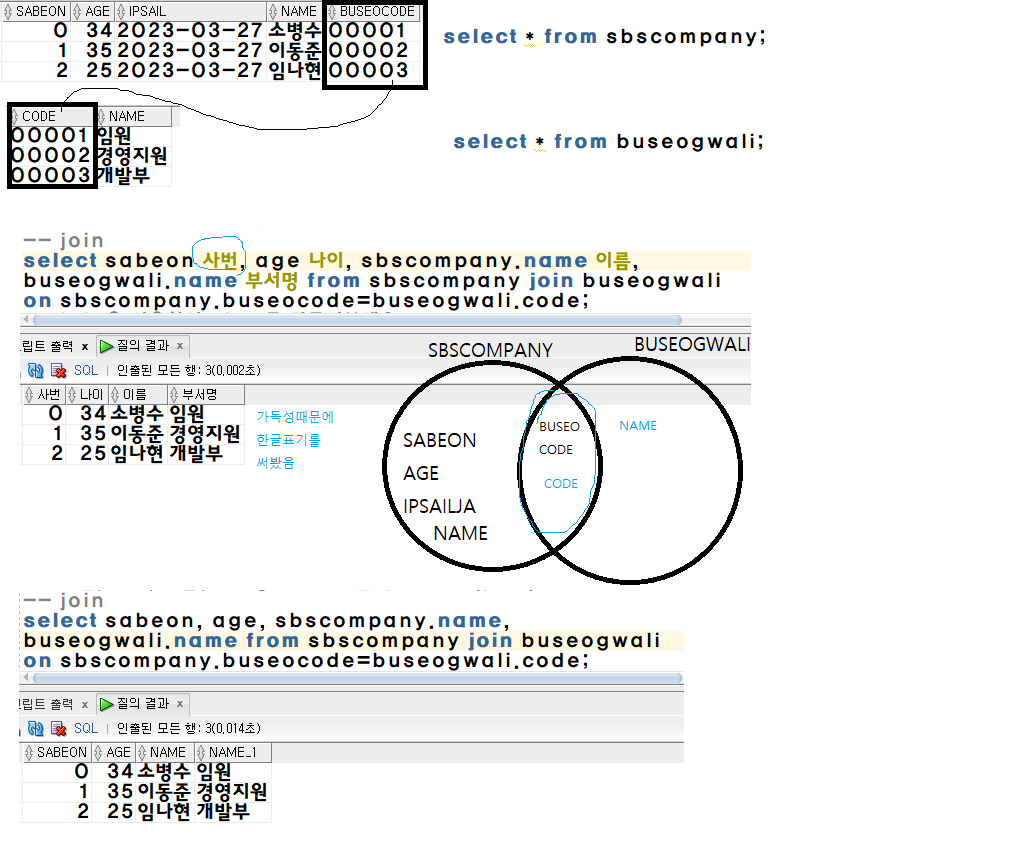 SABEON AGE IPSAIL NAME BUSEOCODE
0 34 2023-03-27 소병수 00001
1 35 2023-03-27 이동준 00002
2 25 2023-03-27 임나현 00003
select * from sbscompany;
CODE NAME
00001 임원
00002 경영지원
00003 개발부
select * from buseogwali;
-- join
select sabeon 사번, age 나이, sbscompany.name 이름,
buseogwali.name 부서명 from sbscompany join buseogwali
on sbscompany.buseocode=buseogwali.code;
립트 출력 x 질의 결과 x
SQL | 인출된 모든 행: 3(0,002초)
사번 나이 이름 부서명
0 34 소병수 임원
1 35 이동준 경영지원
2 25 임나현 개발부
가독성때문에
한글표기를
써봤음
SBSCOMPANY
BUSEOGWALI
SABEON
AGE
IPSAILJA
NAME
BUSEO
CODE
CODE
NAME
-- join
select sabeon, age, sbscompany.name,
buseogwali.name from sbscompany join buseogwali
on sbscompany.buseocode=buseogwali.code;
립트 출력 x 질의 결과 x
SQL | 인출된 모든 행: 3(0,014초)
SABEON AGE NAME NAME_1
0 34 소병수 임원
1 35 이동준 경영지원
2 25 임나현 개발부